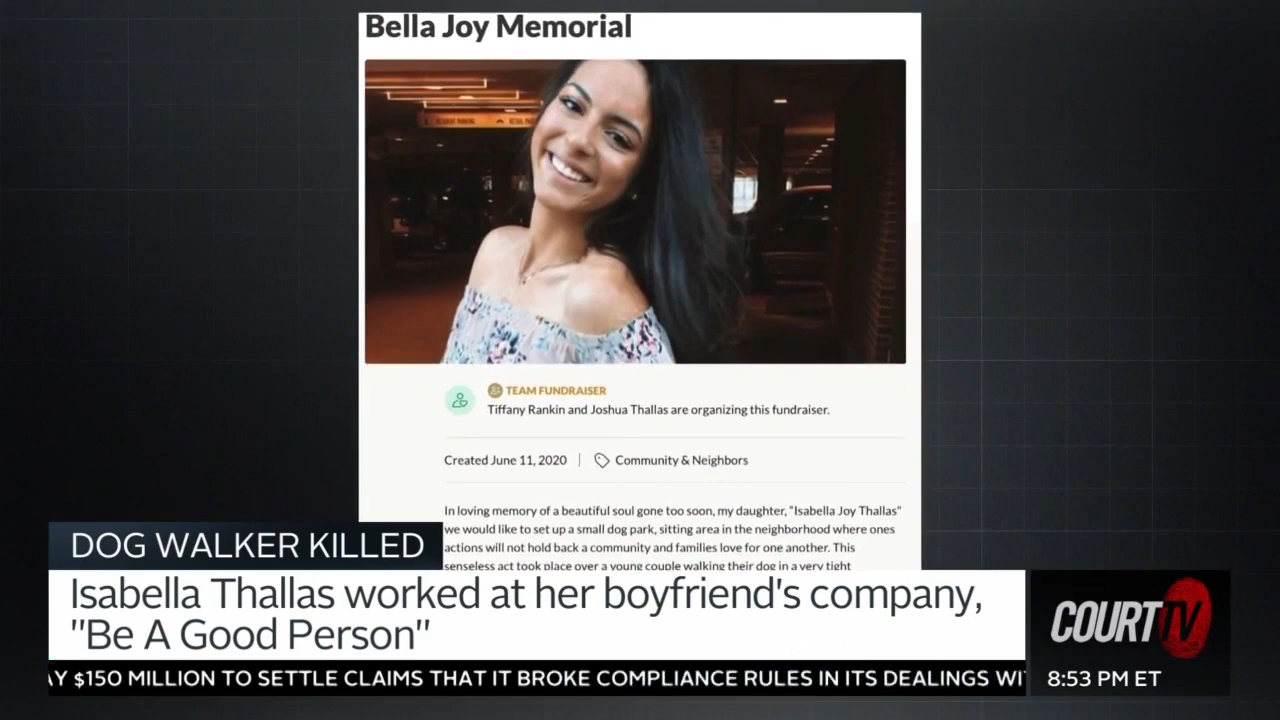 Bella Joy Memorial
TEAM FUNDRAISER
Tiffany Rankin and Joshua Thallas are organizing this fundraiser.
Created June 11, 2020 | Community & Neighbors
In loving memory of a beautiful soul gone too soon, my daughter, "Isabella Joy Thallas"
we would like to set up a small dog park, sitting area in the neighborhood where ones
actions will not hold back a community and families love for one another. This
senseless act took place over a young couple walking their dog in a very tight
DOG WALKER KILLED
Isabella Thallas worked at her boyfriend's company,
"Be A Good Person"
COURT TV
AY $150 MILLION TO SETTLE CLAIMS THAT IT BROKE COMPLIANCE RULES IN ITS DEALINGS WI
8:53 PM ET